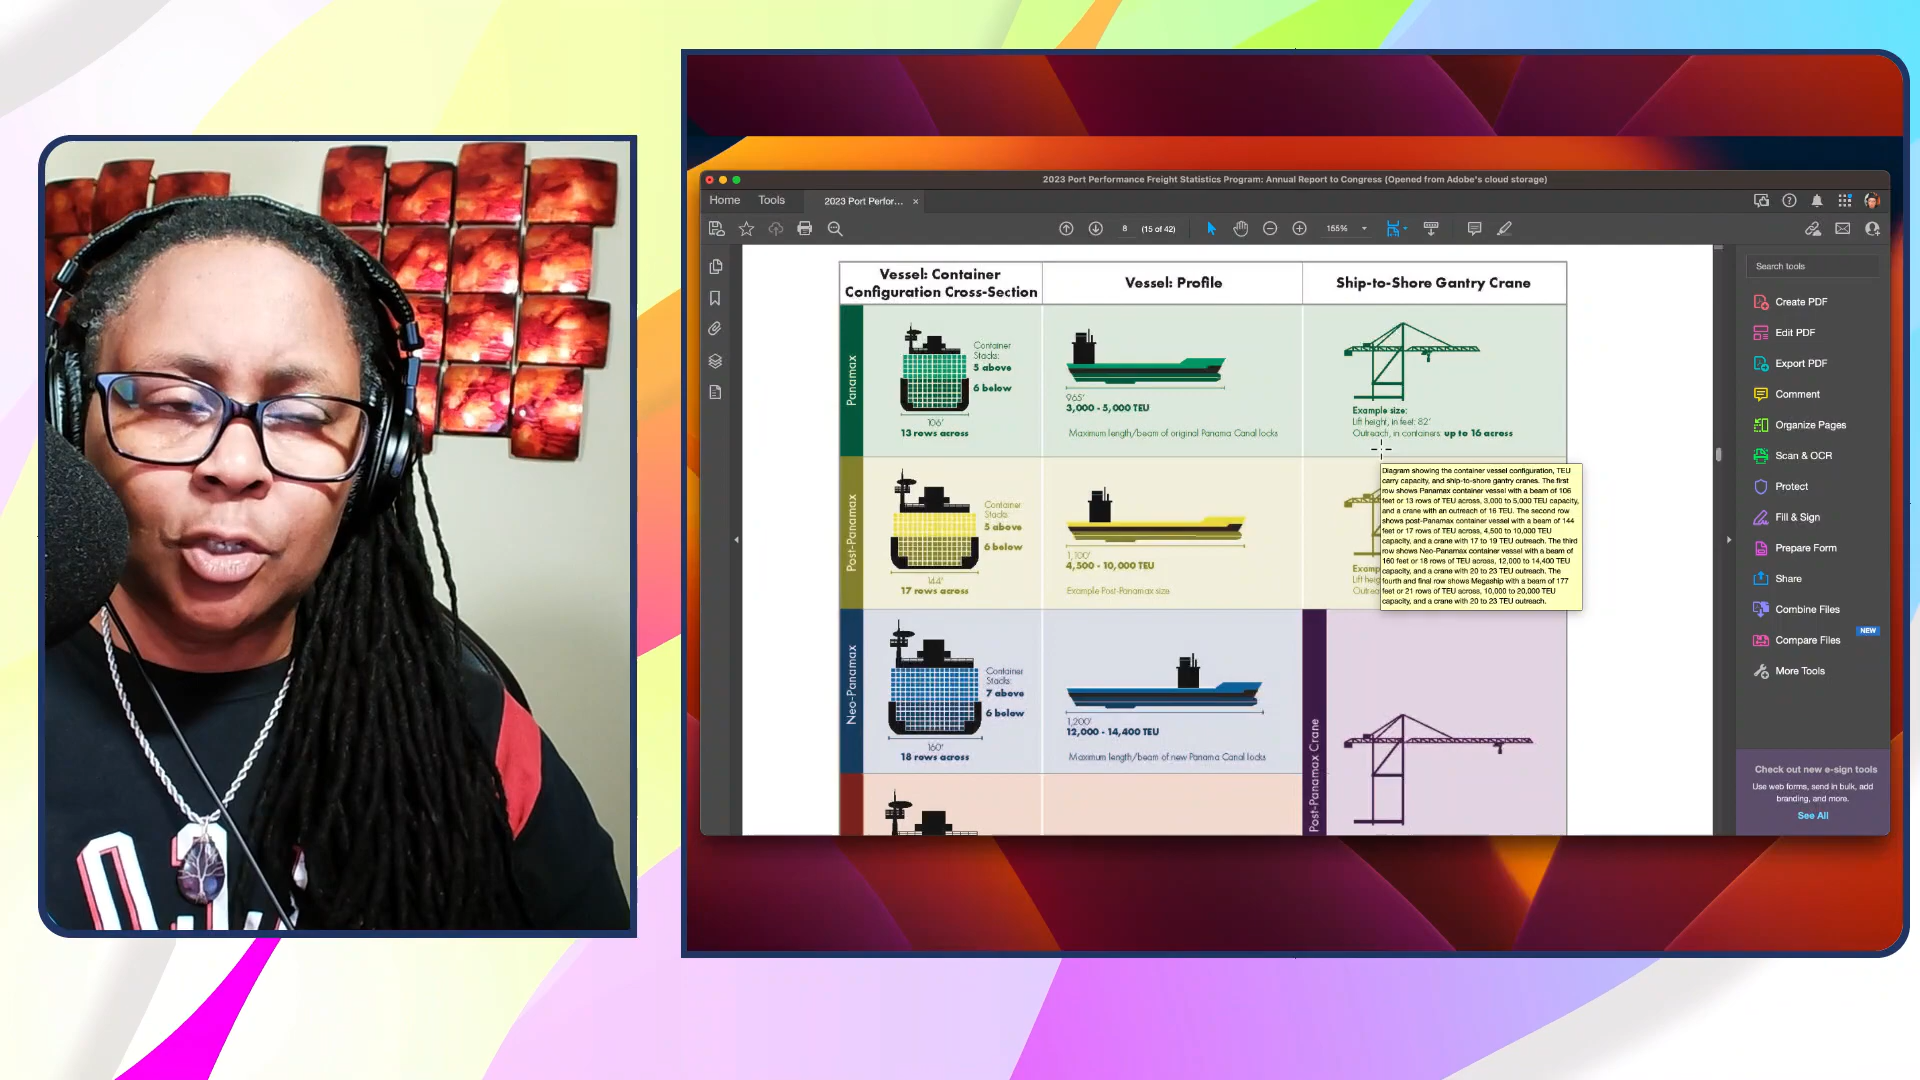 2023 Port Performance Freight Statistics Program: Annual Report to Congress (Opened from Adobe's cloud storage)
Home
Tools
2023 Port Perfor...
×
8
(15 of 42)
155%
Vessel: Container
Configuration Cross-Section
Vessel: Profile
Ship-to-Shore Gantry Crane
Panamax
Container
Stacks:
5 above
6 below
106'
13 rows across
965'
3,000 - 5,000 TEU
Maximum length/beam of original Panama Canal locks
Example size:
Lift height, in feet: 82'
Outreach, in containers: up to 16 across
Post-Panamax
Container
Stacks:
5 above
6 below
144'
17 rows across
1,100'
4,500 - 10,000 TEU
Example Post-Panamax size
Examp
Lift heig
Outrea
Diagram showing the container vessel configuration, TEU
carry capacity, and ship-to-shore gantry cranes. The first
row shows Panamax container vessel with a beam of 106
feet or 13 rows of TEU across, 3,000 to 5,000 TEU capacity,
and a crane with an outreach of 16 TEU. The second row
shows post-Panamax container vessel with a beam of 144
feet or 17 rows of TEU across, 4,500 to 10,000 TEU
capacity, and a crane with 17 to 19 TEU outreach. The third
row shows Neo-Panamax container vessel with a beam of
160 feet or 18 rows of TEU across, 12,000 to 14,400 TEU
capacity, and a crane with 20 to 23 TEU outreach. The
fourth and final row shows Megaship with a beam of 177
feet or 21 rows of TEU across, 10,000 to 20,000 TEU
capacity, and a crane with 20 to 23 TEU outreach.
Neo-Panamax
Container
Stacks:
7 above
6 below
160'
18 rows across
1,200'
12,000 - 14,400 TEU
Maximum length/beam of new Panama Canal locks
Post-Panamax Crane
Search tools
Create PDF
Edit PDF
Export PDF
Comment
Organize Pages
Scan & OCR
Protect
Fill & Sign
Prepare Form
Share
Combine Files
NEW
Compare Files
More Tools
Check out new e-sign tools
Use web forms, send in bulk, add
branding, and more.
See All